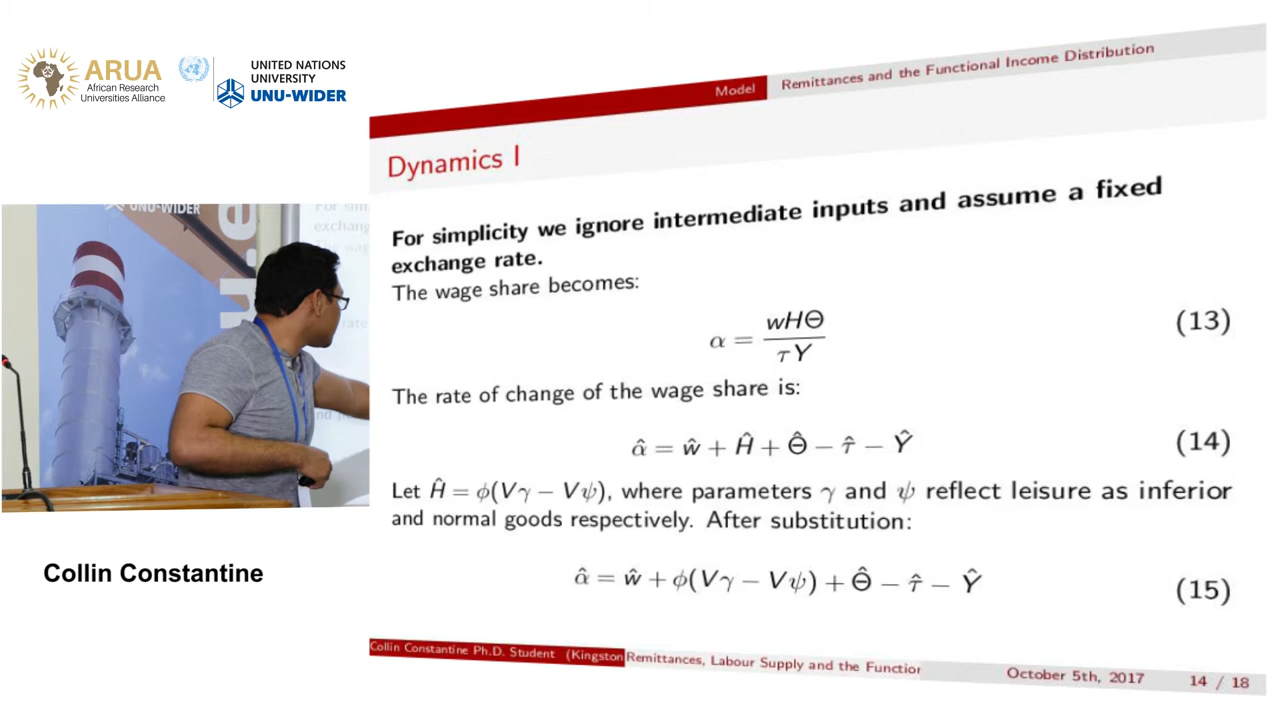 ARUA
African Research
Universities Alliance
UNITED NATIONS
UNIVERSITY
UNU-WIDER
Model
Remittances and the Functional Income Distribution
Dynamics I
For simplicity we ignore intermediate inputs and assume a fixed
exchange rate.
The wage share becomes:
α = wHΘ / τY (13)
The rate of change of the wage share is:
α̂ = ŵ + Ĥ + Θ̂ − τ̂ − Ŷ (14)
Let Ĥ = ϕ(Vγ − Vψ), where parameters γ and ψ reflect leisure as inferior
and normal goods respectively. After substitution:
α̂ = ŵ + ϕ(Vγ − Vψ) + Θ̂ − τ̂ − Ŷ (15)
Collin Constantine Ph.D. Student (Kingston
Remittances, Labour Supply and the Function
October 5th, 2017
14 / 18
UNU-WIDER
exchang
Collin Constantine